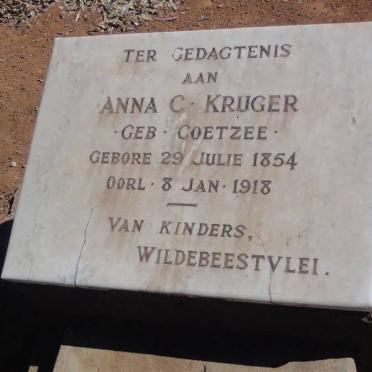 TER GEDAGTENIS
AAN
ANNA C. KRUGER
· GEB · COETZEE ·
GEBORE 29 JULIE 1854
OORL · 8 JAN · 1918
VAN KINDERS,
WILDEBEESTVLEI.